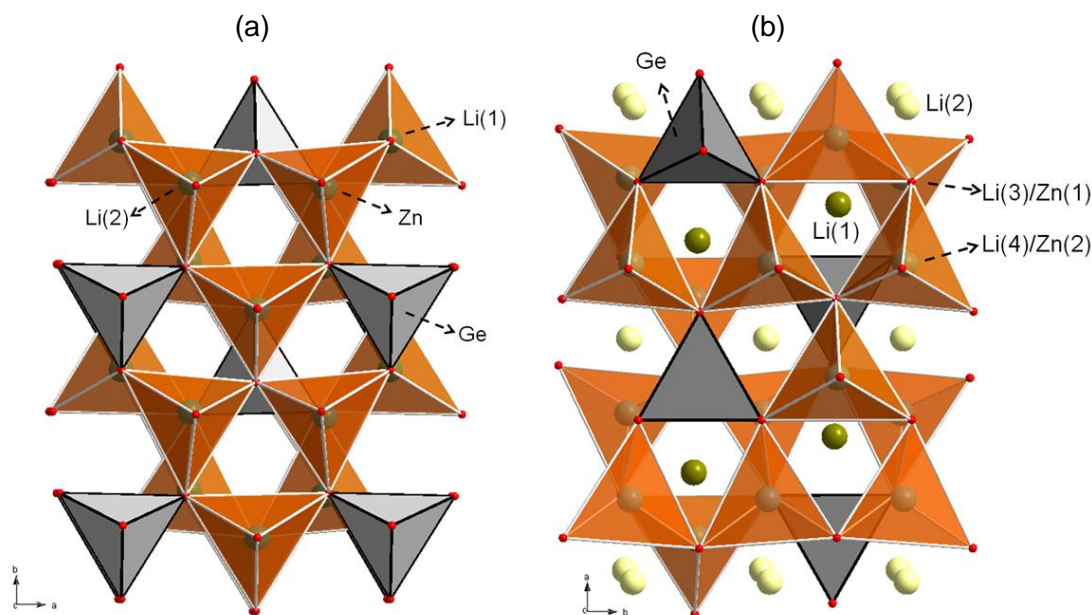 (a)
(b)
Li(1)
Li(2)
Zn
Ge
b
c
a
Ge
Li(2)
Li(3)/Zn(1)
Li(1)
Li(4)/Zn(2)
a
c
b